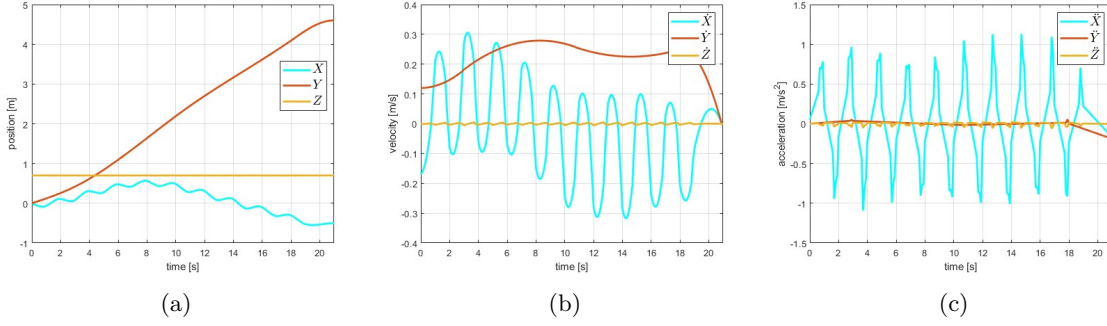 5
4
3
2
1
0
-1
position [m]
0 2 4 6 8 10 12 14 16 18 20
time [s]
X
Y
Z
(a)
0.4
0.3
0.2
0.1
0
-0.1
-0.2
-0.3
-0.4
velocity [m/s]
0 2 4 6 8 10 12 14 16 18 20
time [s]
Ẋ
Ẏ
Ż
(b)
1.5
1
0.5
0
-0.5
-1
-1.5
acceleration [m/s²]
0 2 4 6 8 10 12 14 16 18 20
time [s]
Ẍ
Ÿ
Z̈
(c)